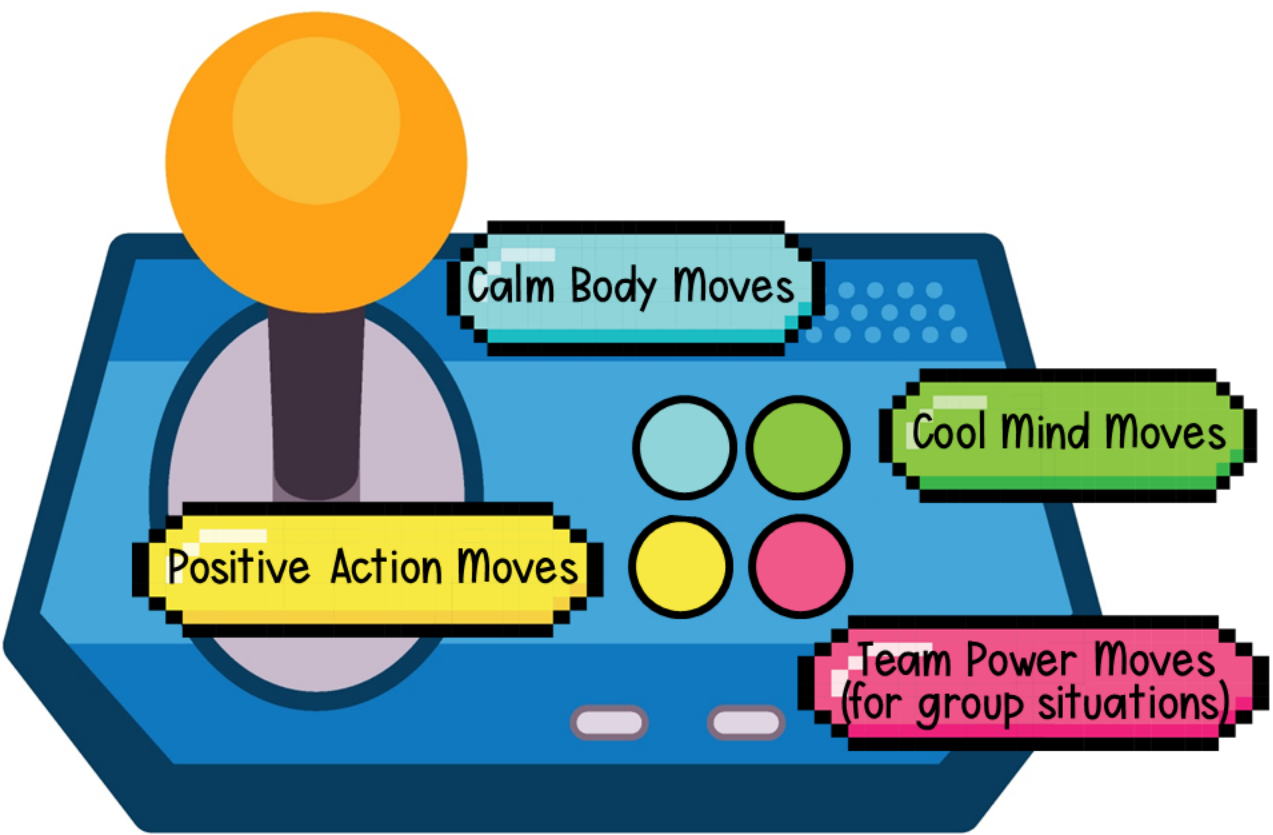 Calm Body Moves
Cool Mind Moves
Positive Action Moves
Team Power Moves
(for group situations)